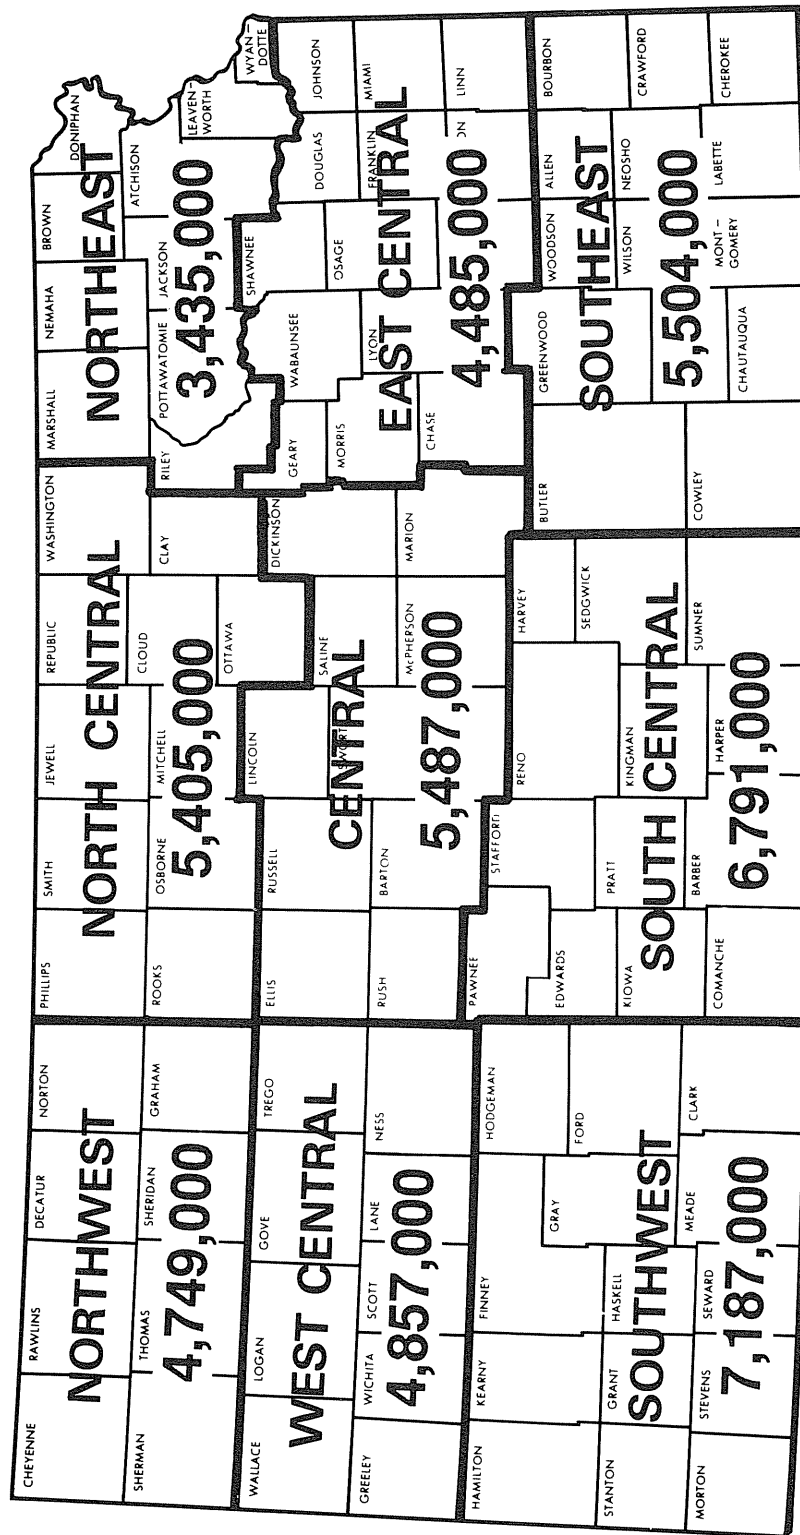 CHEYENNE
RAWLINS
DECATUR
NORTON
PHILLIPS
SMITH
JEWELL
REPUBLIC
WASHINGTON
MARSHALL
NEMAHA
BROWN
DONIPHAN
NORTHWEST
NORTH CENTRAL
NORTHEAST
SHERMAN
THOMAS
SHERIDAN
GRAHAM
ROOKS
OSBORNE
MITCHELL
CLOUD
CLAY
RILEY
POTTAWATOMIE
JACKSON
ATCHISON
LEAVEN-
WORTH
WYAN-
DOTTE
4,749,000
5,405,000
3,435,000
OTTAWA
WALLACE
LOGAN
GOVE
TREGO
ELLIS
RUSSELL
LINCOLN
SALINE
DICKINSON
GEARY
WABAUNSEE
SHAWNEE
DOUGLAS
JOHNSON
WEST CENTRAL
CENTRAL
EAST CENTRAL
MORRIS
OSAGE
FRANKLIN
MIAMI
GREELEY
WICHITA
SCOTT
LANE
NESS
RUSH
BARTON
McPHERSON
MARION
CHASE
LYON
LINN
4,857,000
5,487,000
4,485,000
HAMILTON
KEARNY
FINNEY
HODGEMAN
PAWNEE
STAFFORD
RENO
HARVEY
BUTLER
GREENWOOD
WOODSON
ALLEN
BOURBON
GRAY
FORD
EDWARDS
PRATT
KINGMAN
SEDGWICK
WILSON
NEOSHO
CRAWFORD
STANTON
GRANT
HASKELL
KIOWA
SOUTHWEST
SOUTH CENTRAL
SOUTHEAST
MORTON
STEVENS
SEWARD
MEADE
CLARK
COMANCHE
BARBER
HARPER
SUMNER
COWLEY
CHAUTAUQUA
MONT-
GOMERY
LABETTE
CHEROKEE
7,187,000
6,791,000
5,504,000